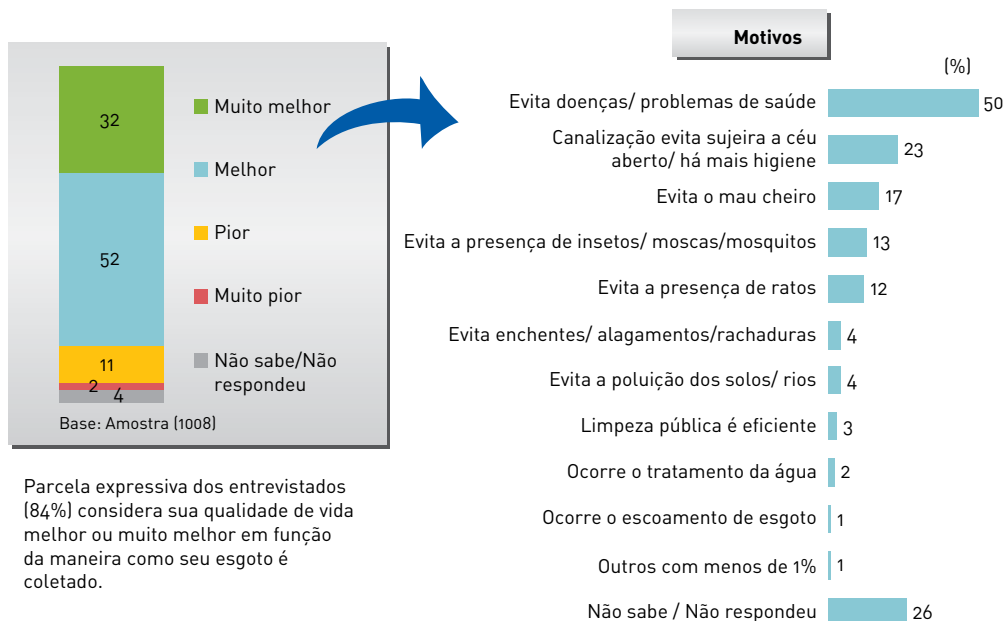 32
52
11
2
4
Muito melhor
Melhor
Pior
Muito pior
Não sabe/Não
respondeu
Base: Amostra (1008)
Parcela expressiva dos entrevistados
(84%) considera sua qualidade de vida
melhor ou muito melhor em função
da maneira como seu esgoto é
coletado.
Motivos
(%)
Evita doenças/ problemas de saúde 50
Canalização evita sujeira a céu
aberto/ há mais higiene 23
Evita o mau cheiro 17
Evita a presença de insetos/ moscas/mosquitos 13
Evita a presença de ratos 12
Evita enchentes/ alagamentos/rachaduras 4
Evita a poluição dos solos/ rios 4
Limpeza pública é eficiente 3
Ocorre o tratamento da água 2
Ocorre o escoamento de esgoto 1
Outros com menos de 1% 1
Não sabe / Não respondeu 26